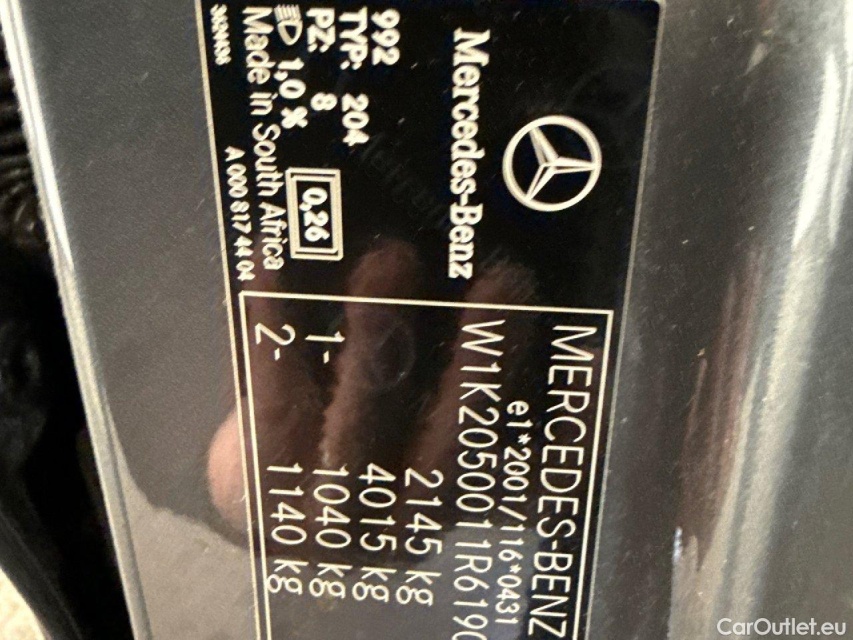 Mercedes-Benz
992
TYP: 204
PZ: 8
1,0 %
0,26
Made in South Africa
A 000 817 44 04
MERCEDES-BENZ
e1*2001/116*0431
W1K2050011R619
2145 kg
4015 kg
1- 1040 kg
2- 1140 kg
CarOutlet.eu